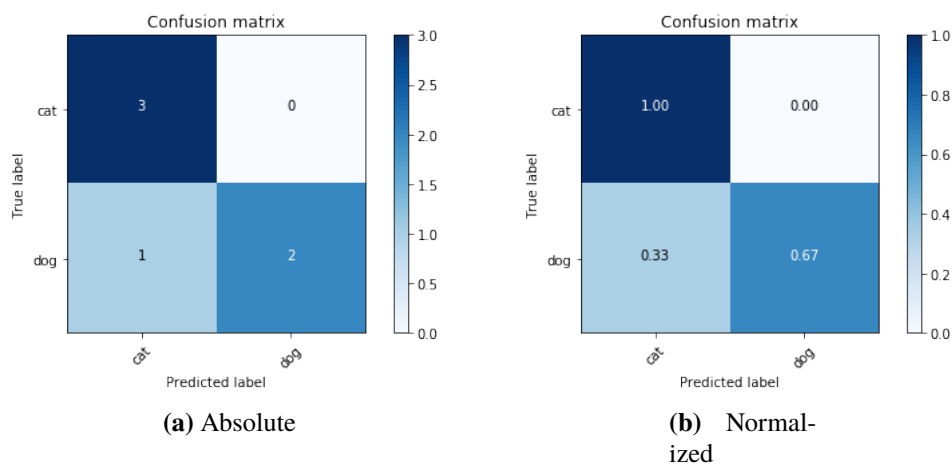 Confusion matrix
3.0
2.5
2.0
1.5
1.0
0.5
0.0
True label
cat
3
0
dog
1
2
cat
dog
Predicted label
(a) Absolute
Confusion matrix
1.0
0.8
0.6
0.4
0.2
0.0
True label
cat
1.00
0.00
dog
0.33
0.67
cat
dog
Predicted label
(b) Normal-
ized